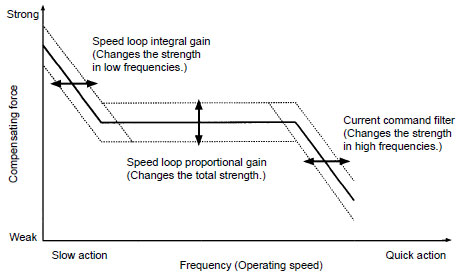 Strong
Speed loop integral gain
(Changes the strength
in low frequencies.)
Current command filter
(Changes the strength
in high frequencies.)
Compensating force
Speed loop proportional gain
(Changes the total strength.)
Weak
Slow action
Quick action
Frequency (Operating speed)